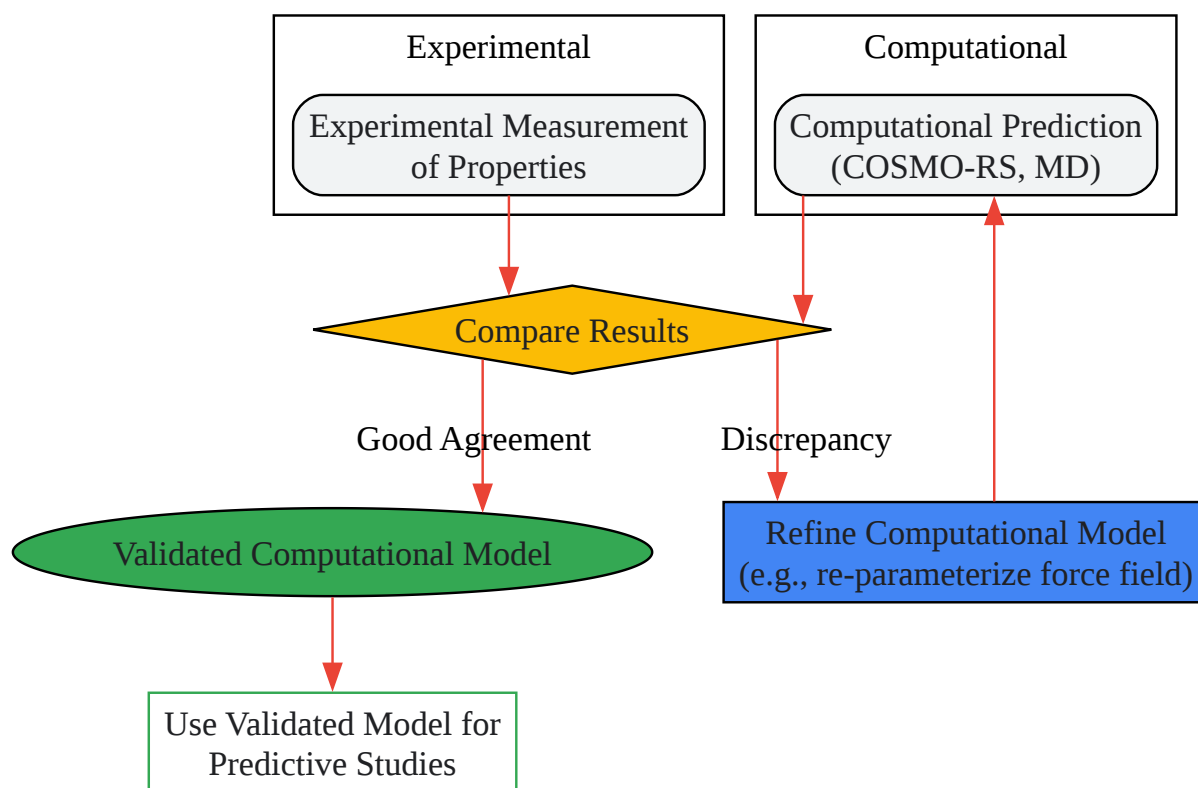 Experimental
Computational
Experimental Measurement
of Properties
Computational Prediction
(COSMO-RS, MD)
Compare Results
Good Agreement
Discrepancy
Validated Computational Model
Refine Computational Model
(e.g., re-parameterize force field)
Use Validated Model for
Predictive Studies